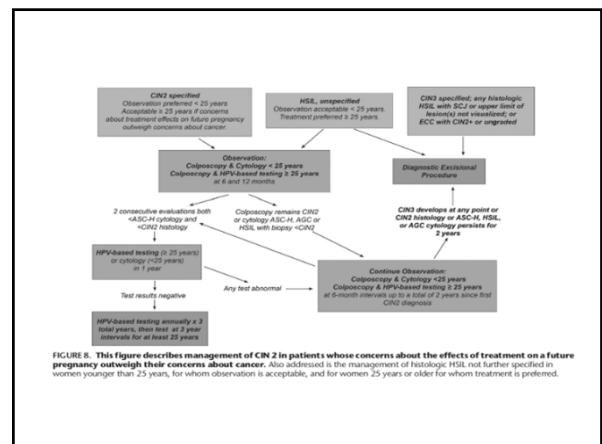 CIN2 specified
Observation preferred < 25 years
Acceptable ≥ 25 years if concerns
about treatment effects on future pregnancy
outweigh concerns about cancer.
HSIL, unspecified
Observation acceptable < 25 years.
Treatment preferred ≥ 25 years.
CIN3 specified; any histologic
HSIL with SCJ or upper limit of
lesion(s) not visualized; or
ECC with CIN2+ or ungraded
Observation:
Colposcopy & Cytology < 25 years
Colposcopy & HPV-based testing ≥ 25 years
at 6 and 12 months
Diagnostic Excisional
Procedure
2 consecutive evaluations both
<ASC-H cytology and
<CIN2 histology
Colposcopy remains CIN2
or cytology ASC-H, AGC or
HSIL with biopsy <CIN2
CIN3 develops at any point or
CIN2 histology or ASC-H, HSIL,
or AGC cytology persists for
2 years
HPV-based testing (≥ 25 years)
or cytology (<25 years)
in 1 year
Any test abnormal
Continue Observation:
Colposcopy & Cytology <25 years
Colposcopy & HPV-based testing ≥ 25 years
at 6-month intervals up to a total of 2 years since first
CIN2 diagnosis
Test results negative
HPV-based testing annually x 3
total years, then test at 3 year
intervals for at least 25 years
FIGURE 8. This figure describes management of CIN 2 in patients whose concerns about the effects of treatment on a future
pregnancy outweigh their concerns about cancer. Also addressed is the management of histologic HSIL not further specified in
women younger than 25 years, for whom observation is acceptable, and for women 25 years or older for whom treatment is preferred.